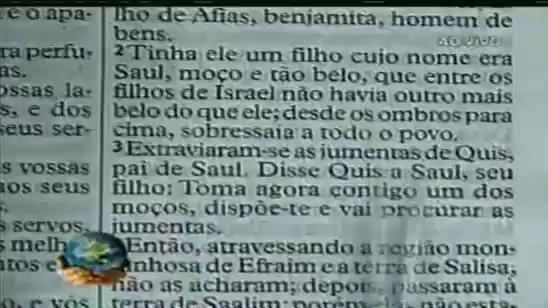 e o apa-
ra perfu-
as.
ossas la-
s, e dos
seus ser-
s vossas
aos seus
s servos,
s melho
tos e
o, e vós
lho de Afias, benjamita, homem de
bens.
AO VIVO
2 Tinha ele um filho cujo nome era
Saul, moço e tão belo, que entre os
filhos de Israel não havia outro mais
belo do que ele; desde os ombros para
cima, sobressaía a todo o povo.
3 Extraviaram-se as jumentas de Quis,
pai de Saul. Disse Quis a Saul, seu
filho: Toma agora contigo um dos
moços, dispõe-te e vai procurar as
jumentas.
Então, atravessando a região mon-
anhosa de Efraim e a terra de Salisa,
não as acharam; depois, passaram à
terra de Saalim; porém